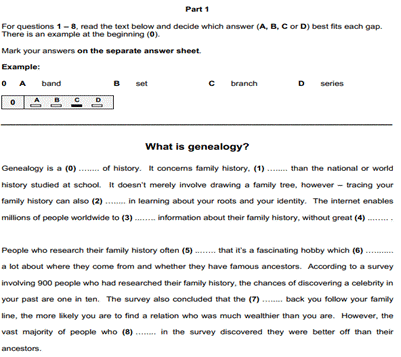 Part 1
For questions 1 – 8, read the text below and decide which answer (A, B, C or D) best fits each gap.
There is an example at the beginning (0).
Mark your answers on the separate answer sheet.
Example:
0 A band B set C branch D series
0 A B C D
What is genealogy?
Genealogy is a (0) ........ of history. It concerns family history, (1) ........ than the national or world
history studied at school. It doesn't merely involve drawing a family tree, however – tracing your
family history can also (2) ........ in learning about your roots and your identity. The internet enables
millions of people worldwide to (3) ........ information about their family history, without great (4) ........ .
People who research their family history often (5) ........ that it's a fascinating hobby which (6) ...........
a lot about where they come from and whether they have famous ancestors. According to a survey
involving 900 people who had researched their family history, the chances of discovering a celebrity in
your past are one in ten. The survey also concluded that the (7) ........ back you follow your family
line, the more likely you are to find a relation who was much wealthier than you are. However, the
vast majority of people who (8) ........ in the survey discovered they were better off than their
ancestors.